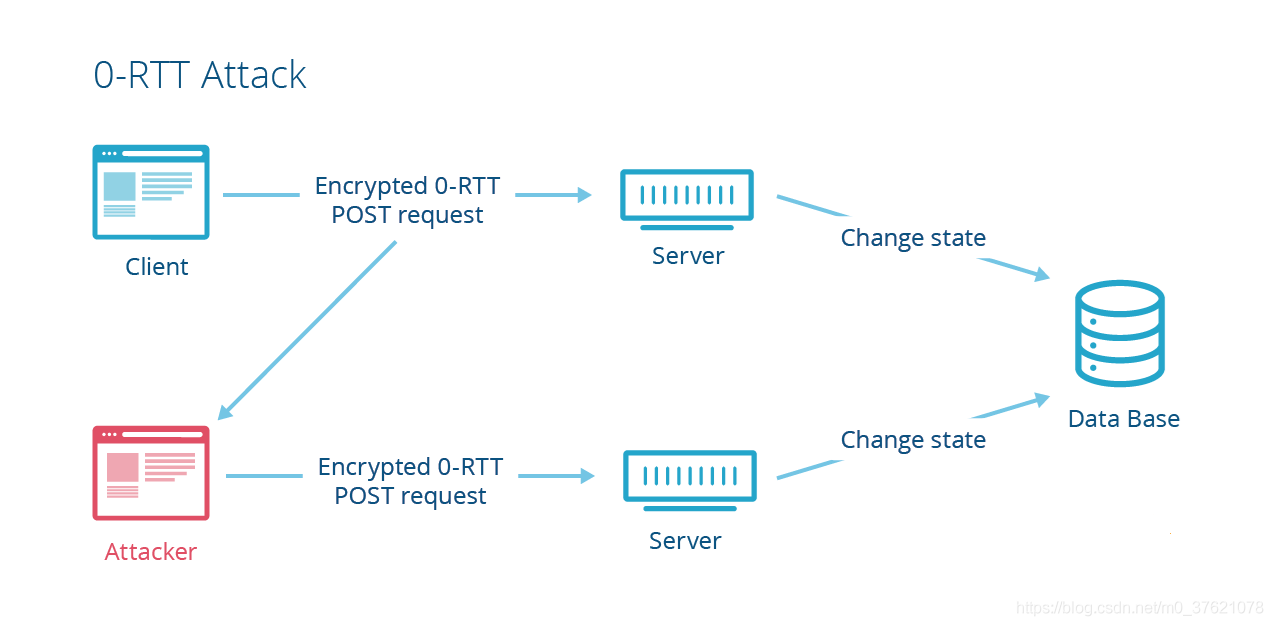 0-RTT Attack
Encrypted 0-RTT
POST request
Client
Server
Change state
Data Base
Encrypted 0-RTT
POST request
Change state
Attacker
Server
https://blog.csdn.net/m0_37621078